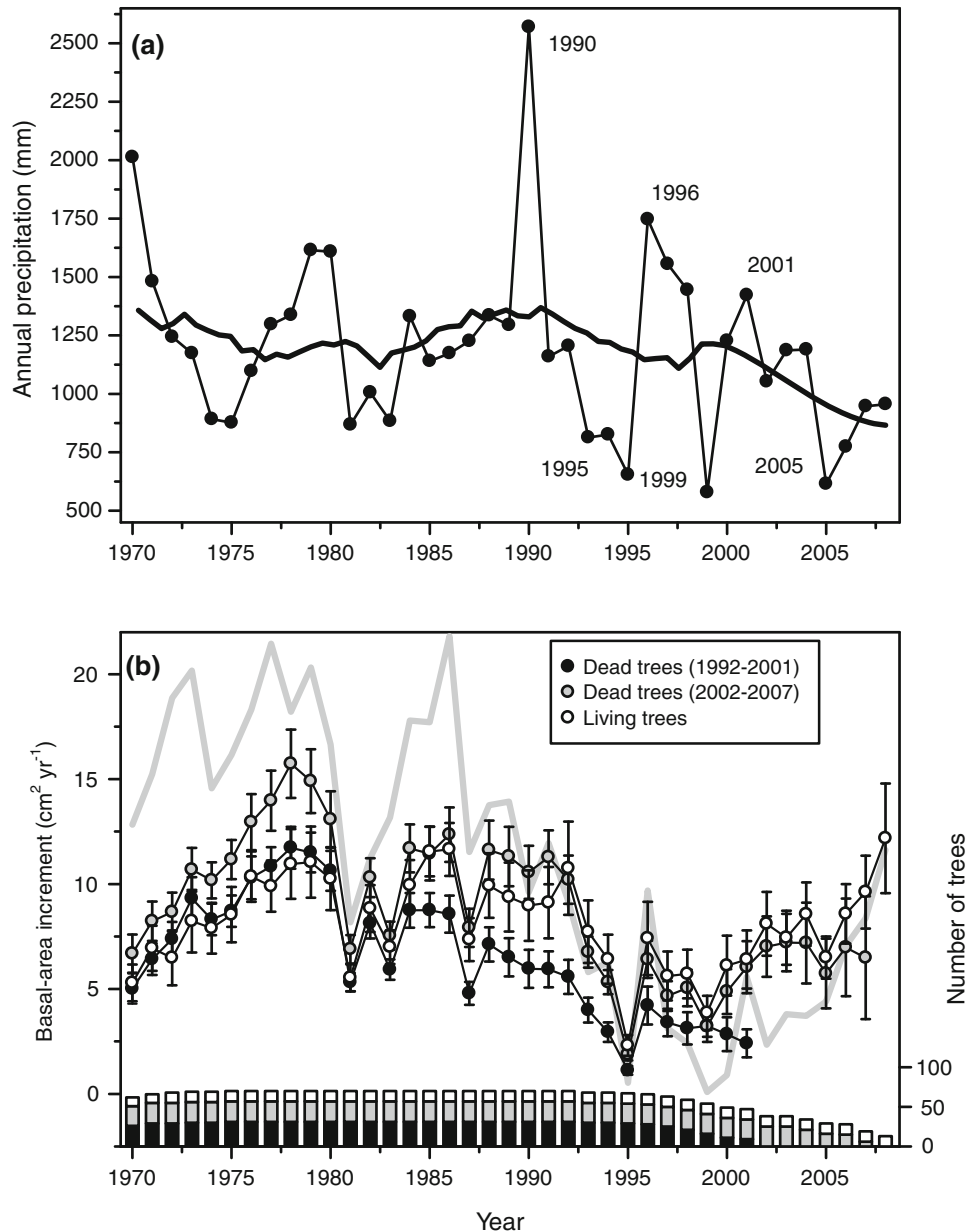 (a)
Annual precipitation (mm)
2500
2250
2000
1750
1500
1250
1000
750
500
1990
1996
2001
1995
1999
2005
1970 1975 1980 1985 1990 1995 2000 2005
(b)
Dead trees (1992-2001)
Dead trees (2002-2007)
Living trees
Basal-area increment (cm² yr⁻¹)
20
15
10
5
0
Number of trees
100
50
0
1970 1975 1980 1985 1990 1995 2000 2005
Year